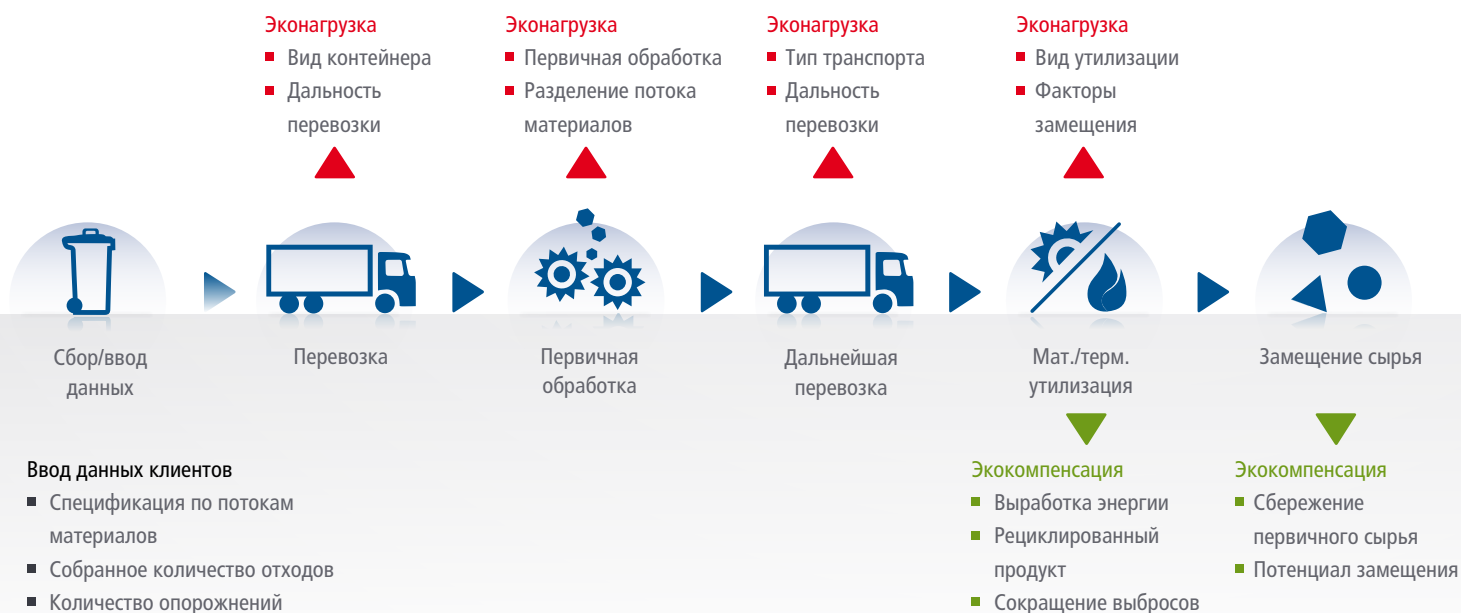 Эконагрузка
Вид контейнера
Дальность
перевозки
Эконагрузка
Первичная обработка
Разделение потока
материалов
Эконагрузка
Тип транспорта
Дальность
перевозки
Эконагрузка
Вид утилизации
Факторы
замещения
Сбор/ввод
данных
Перевозка
Первичная
обработка
Дальнейшая
перевозка
Мат./терм.
утилизация
Замещение сырья
Ввод данных клиентов
Спецификация по потокам
материалов
Собранное количество отходов
Количество опорожнений
Экокомпенсация
Выработка энергии
Рециклированный
продукт
Сокращение выбросов
Экокомпенсация
Сбережение
первичного сырья
Потенциал замещения